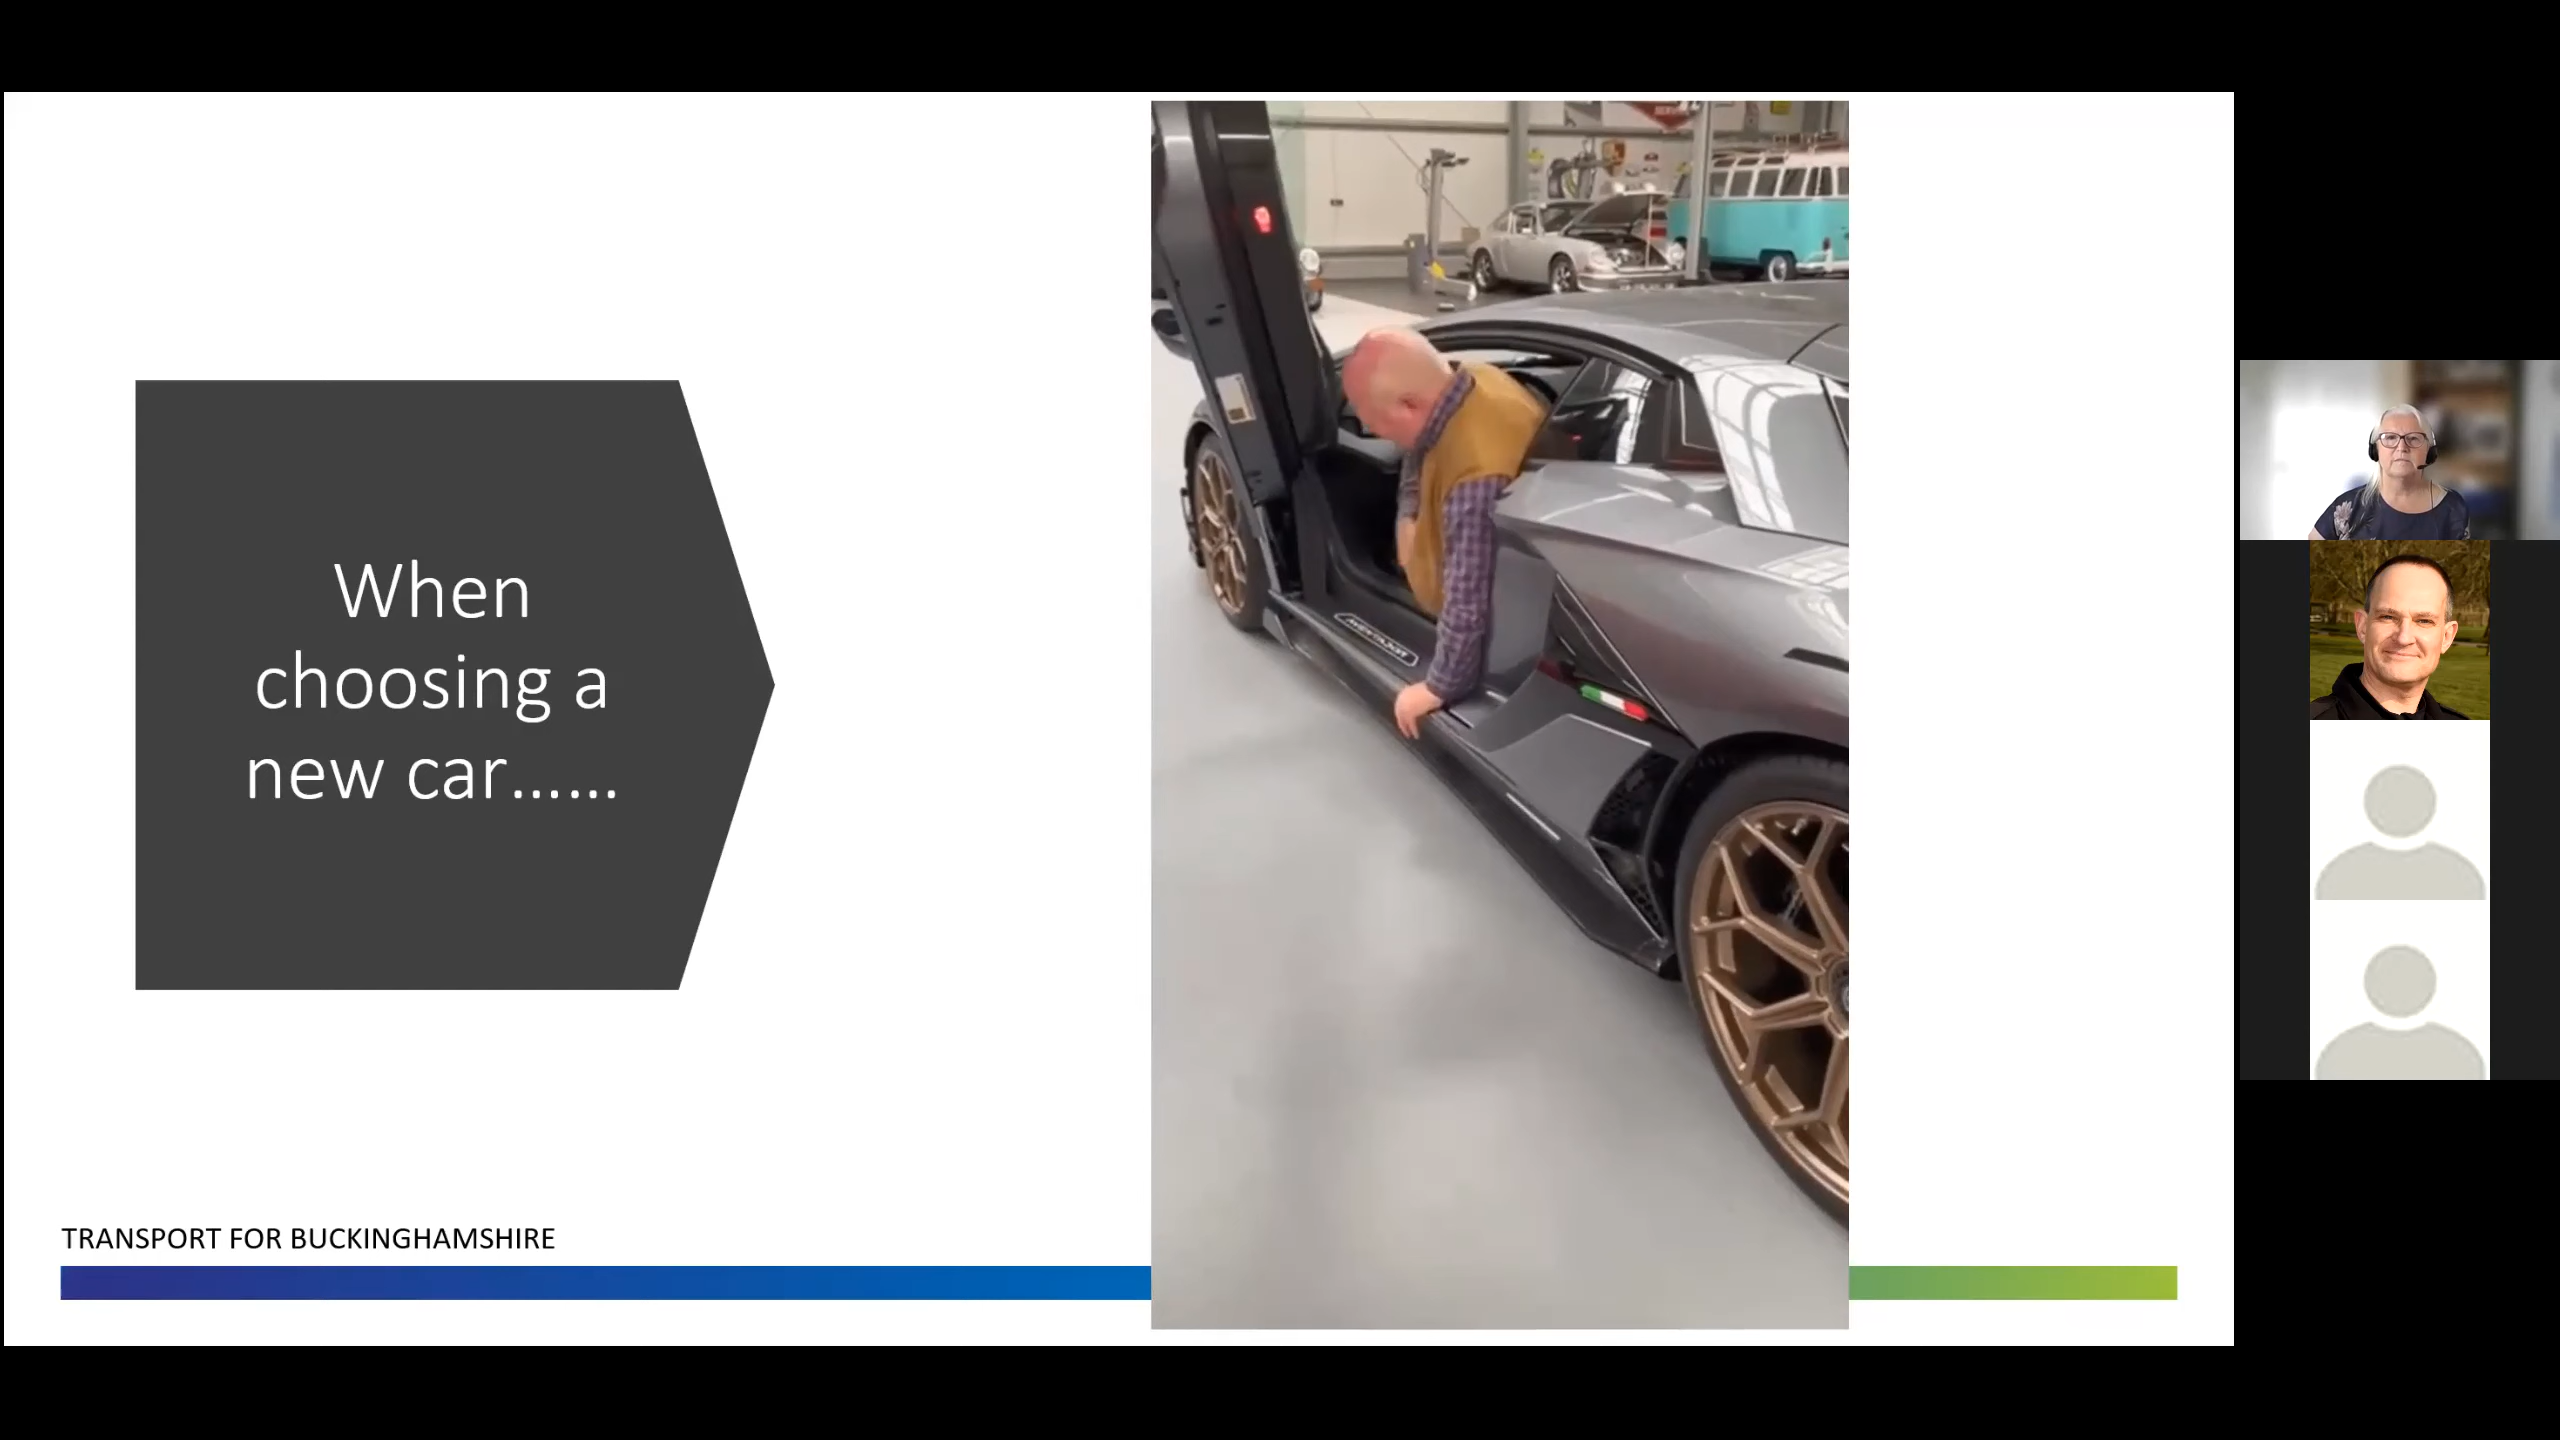 When
choosing a
new car......
TRANSPORT FOR BUCKINGHAMSHIRE